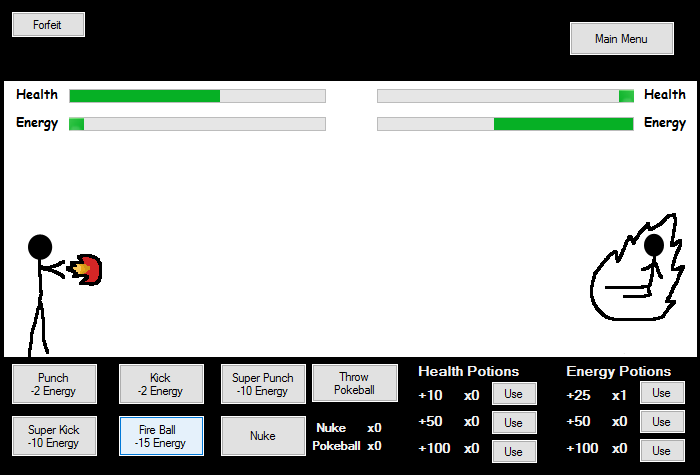 Forfeit
Main Menu
Health
Health
Energy
Energy
Punch
-2 Energy
Kick
-2 Energy
Super Punch
-10 Energy
Throw
Pokeball
Super Kick
-10 Energy
Fire Ball
-15 Energy
Nuke
Nuke x0
Pokeball x0
Health Potions
+10 x0 Use
+50 x0 Use
+100 x0 Use
Energy Potions
+25 x1 Use
+50 x0 Use
+100 x0 Use